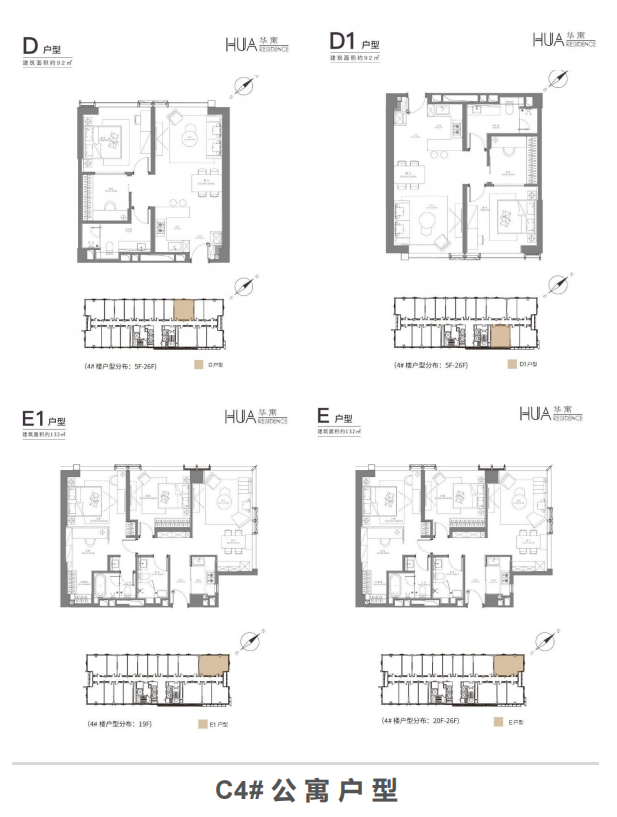 D 户型
建筑面积约92㎡
HUA 华寓
RESIDENCE
(4# 楼户型分布：5F-26F)
D户型
D1 户型
建筑面积约92㎡
HUA 华寓
RESIDENCE
(4# 楼户型分布：5F-26F)
D1户型
E1 户型
建筑面积约132㎡
HUA 华寓
RESIDENCE
(4# 楼户型分布：19F)
E1 户型
E 户型
建筑面积约132㎡
HUA 华寓
RESIDENCE
(4# 楼户型分布：20F-26F)
E户型
C4# 公寓户型